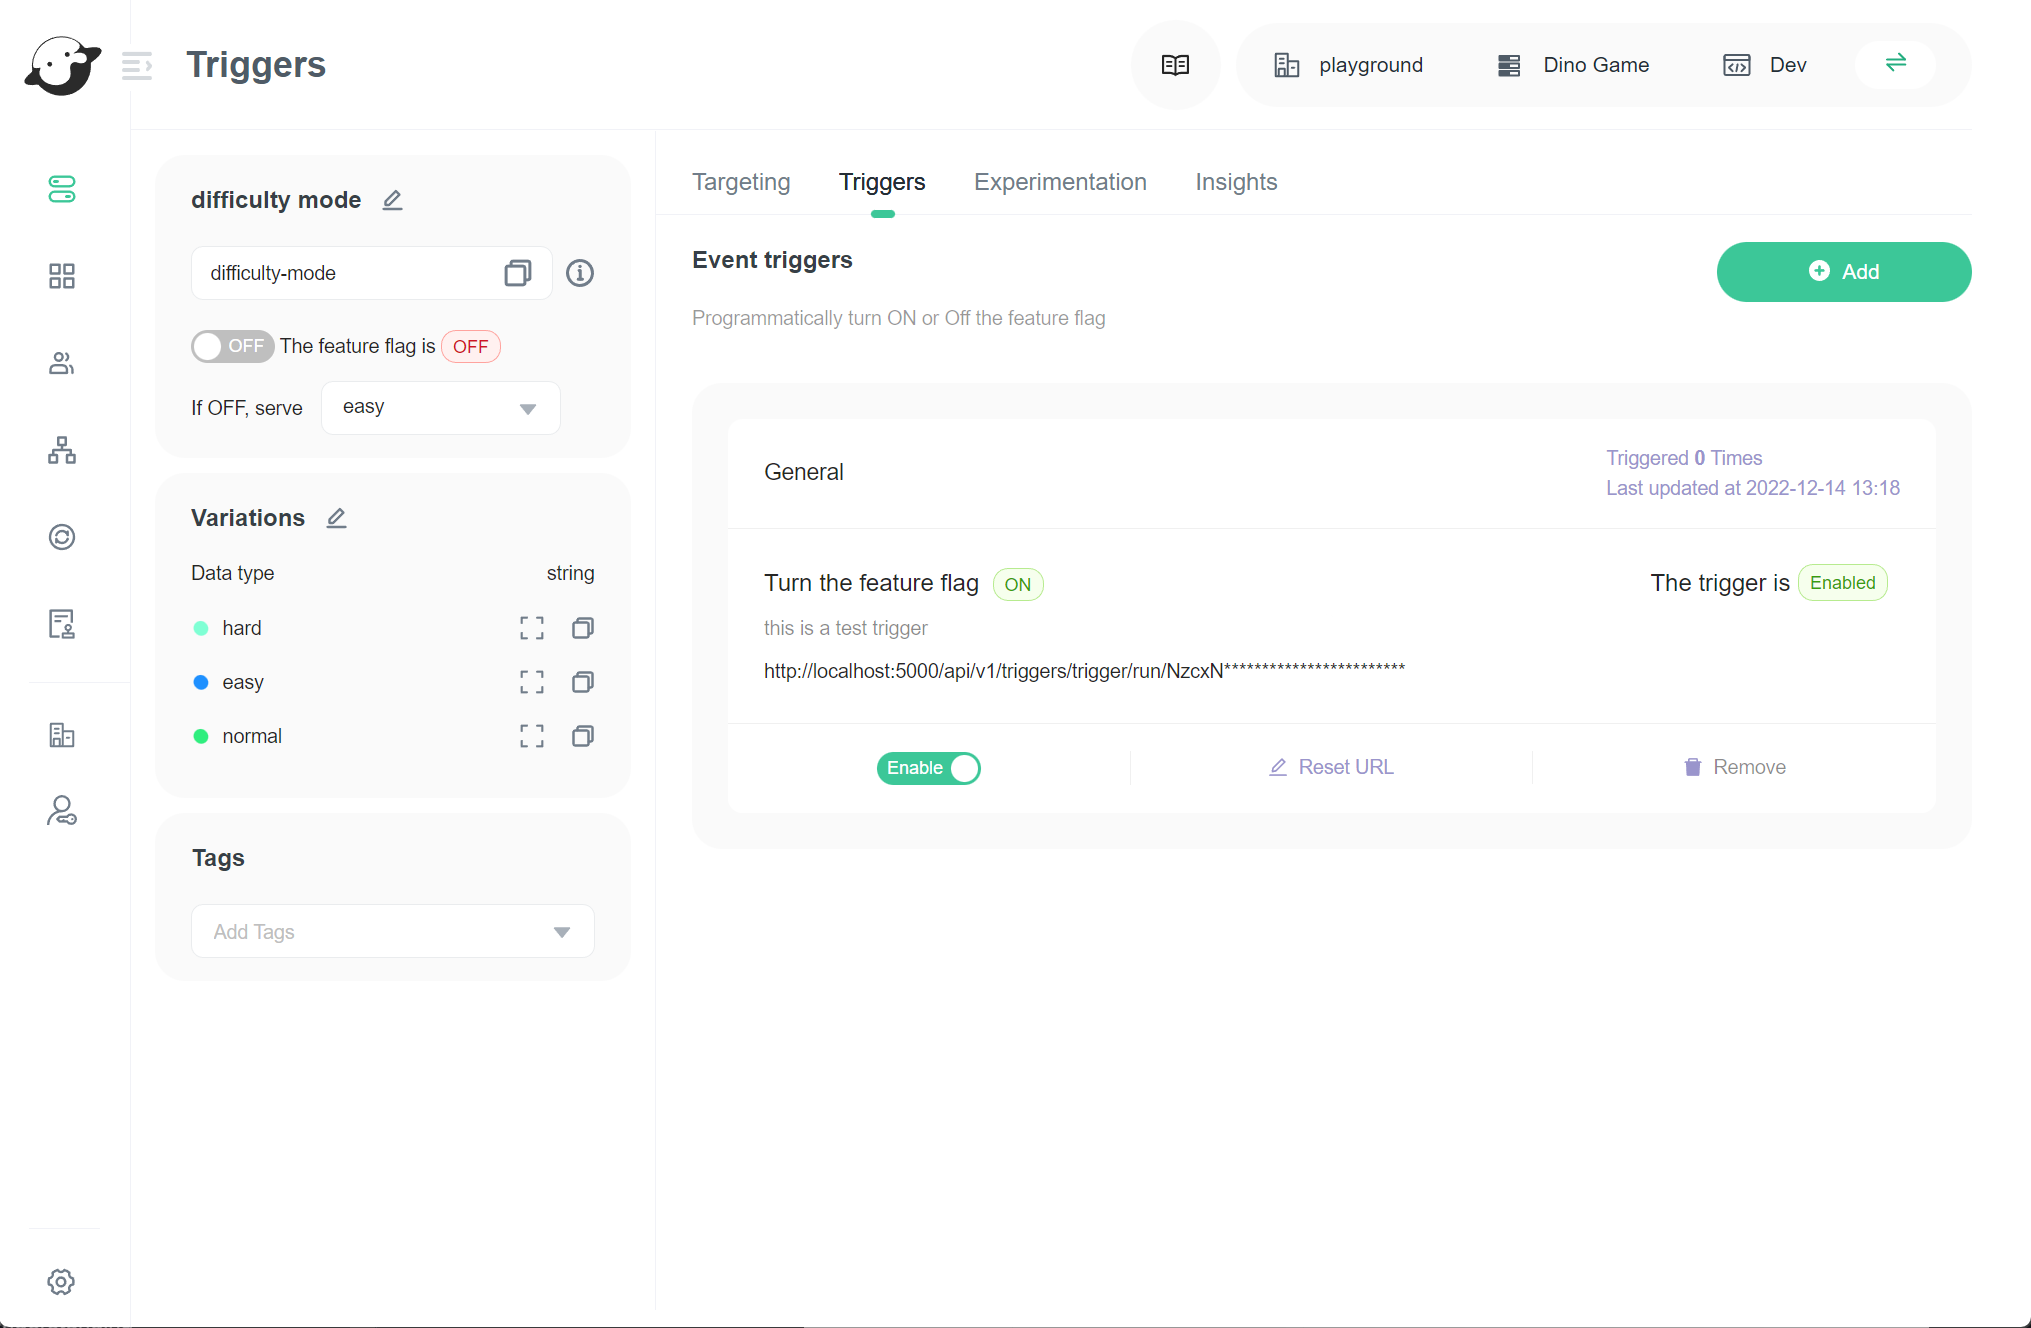 Triggers
playground
Dino Game
Dev
difficulty mode
difficulty-mode
OFF The feature flag is OFF
If OFF, serve easy
Variations
Data type string
hard
easy
normal
Tags
Add Tags
Targeting Triggers Experimentation Insights
Event triggers
Add
Programmatically turn ON or Off the feature flag
General
Triggered 0 Times
Last updated at 2022-12-14 13:18
Turn the feature flag ON
The trigger is Enabled
this is a test trigger
http://localhost:5000/api/v1/triggers/trigger/run/NzcxN************************
Enable
Reset URL
Remove